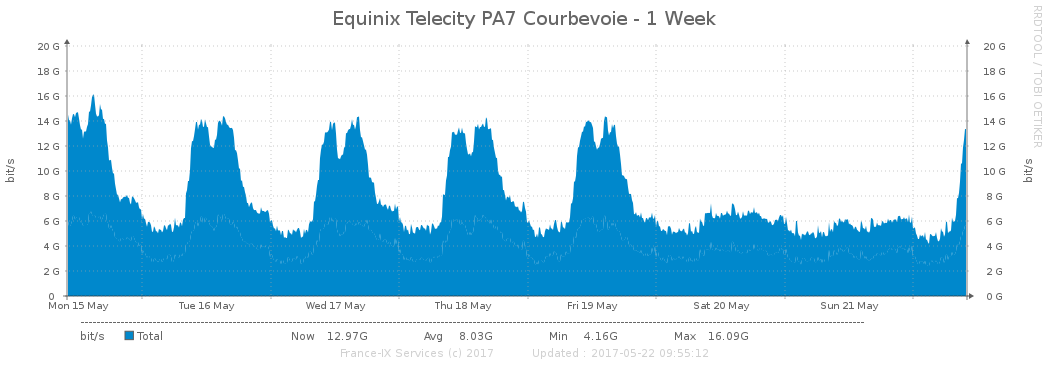 Equinix Telecity PA7 Courbevoie - 1 Week
RRDTOOL / TOBI OETIKER
20 G 20 G
18 G 18 G
16 G 16 G
14 G 14 G
12 G 12 G
10 G 10 G
8 G 8 G
6 G 6 G
4 G 4 G
2 G 2 G
0 0 G
bit/s
bit/s
Mon 15 May Tue 16 May Wed 17 May Thu 18 May Fri 19 May Sat 20 May Sun 21 May
bit/s Total Now 12.97G Avg 8.03G Min 4.16G Max 16.09G
France-IX Services (c) 2017 Updated : 2017-05-22 09:55:12